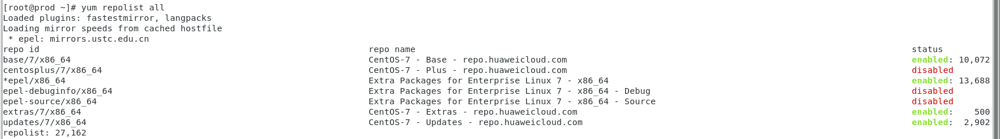 [root@prod ~]# yum repolist all
Loaded plugins: fastestmirror, langpacks
Loading mirror speeds from cached hostfile
 * epel: mirrors.ustc.edu.cn
repo id repo name status
base/7/x86_64 CentOS-7 - Base - repo.huaweicloud.com enabled: 10,072
centosplus/7/x86_64 CentOS-7 - Plus - repo.huaweicloud.com disabled
*epel/x86_64 Extra Packages for Enterprise Linux 7 - x86_64 enabled: 13,688
epel-debuginfo/x86_64 Extra Packages for Enterprise Linux 7 - x86_64 - Debug disabled
epel-source/x86_64 Extra Packages for Enterprise Linux 7 - x86_64 - Source disabled
extras/7/x86_64 CentOS-7 - Extras - repo.huaweicloud.com enabled: 500
updates/7/x86_64 CentOS-7 - Updates - repo.huaweicloud.com enabled: 2,902
repolist: 27,162